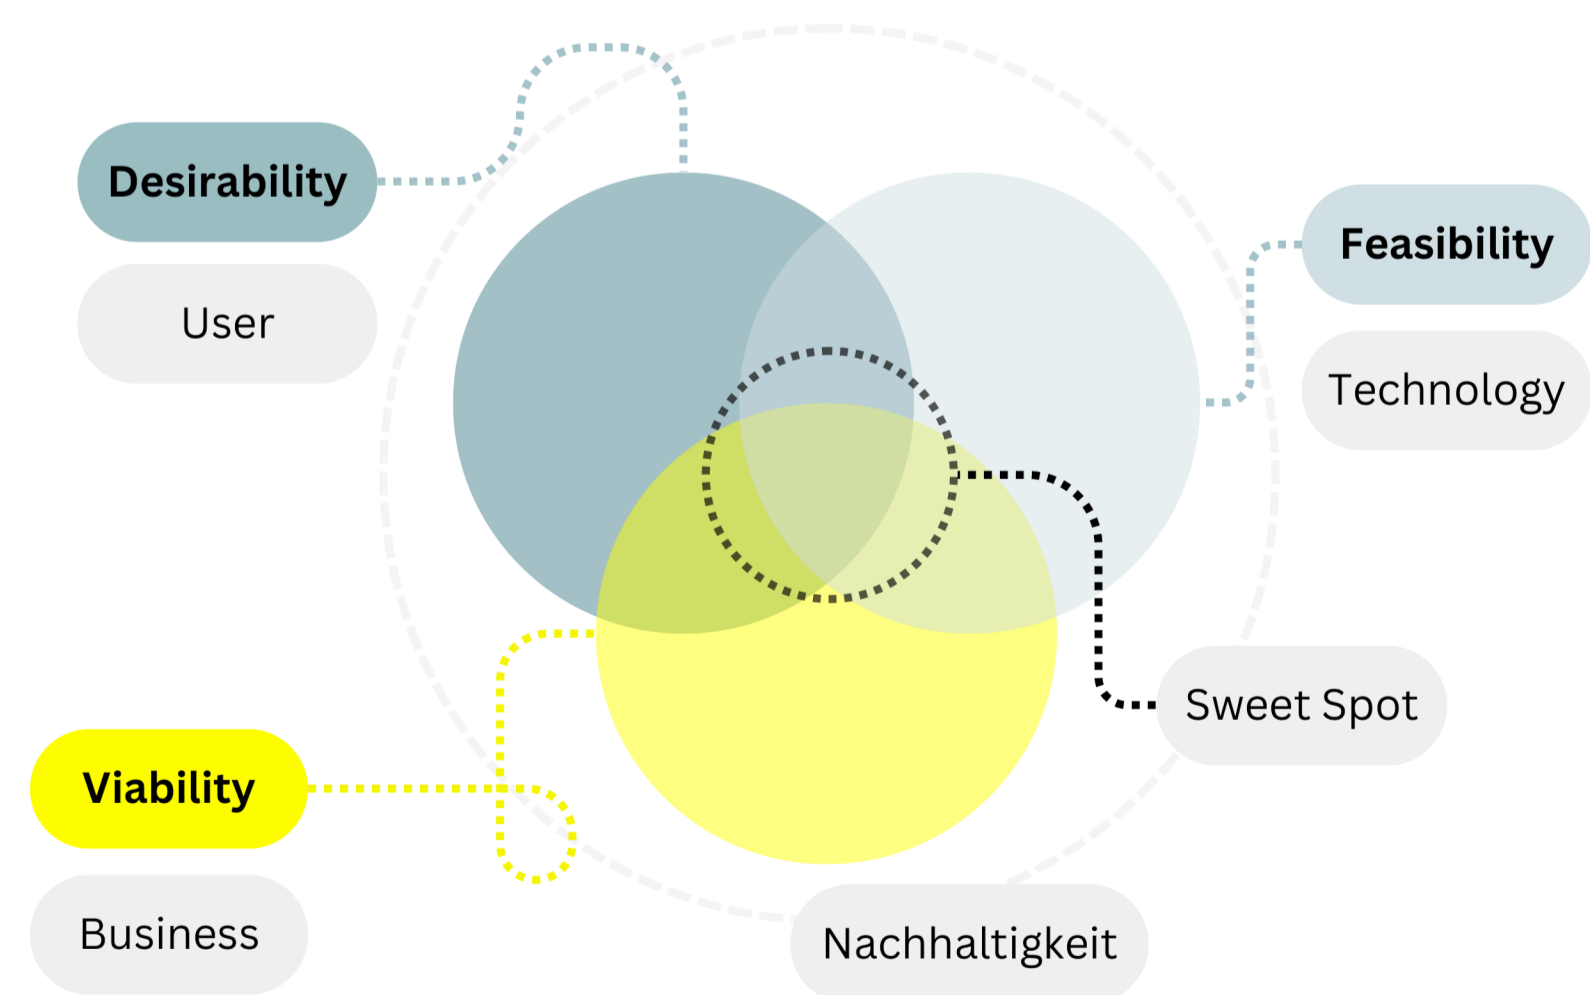 Desirability
User
Feasibility
Technology
Sweet Spot
Viability
Business
Nachhaltigkeit